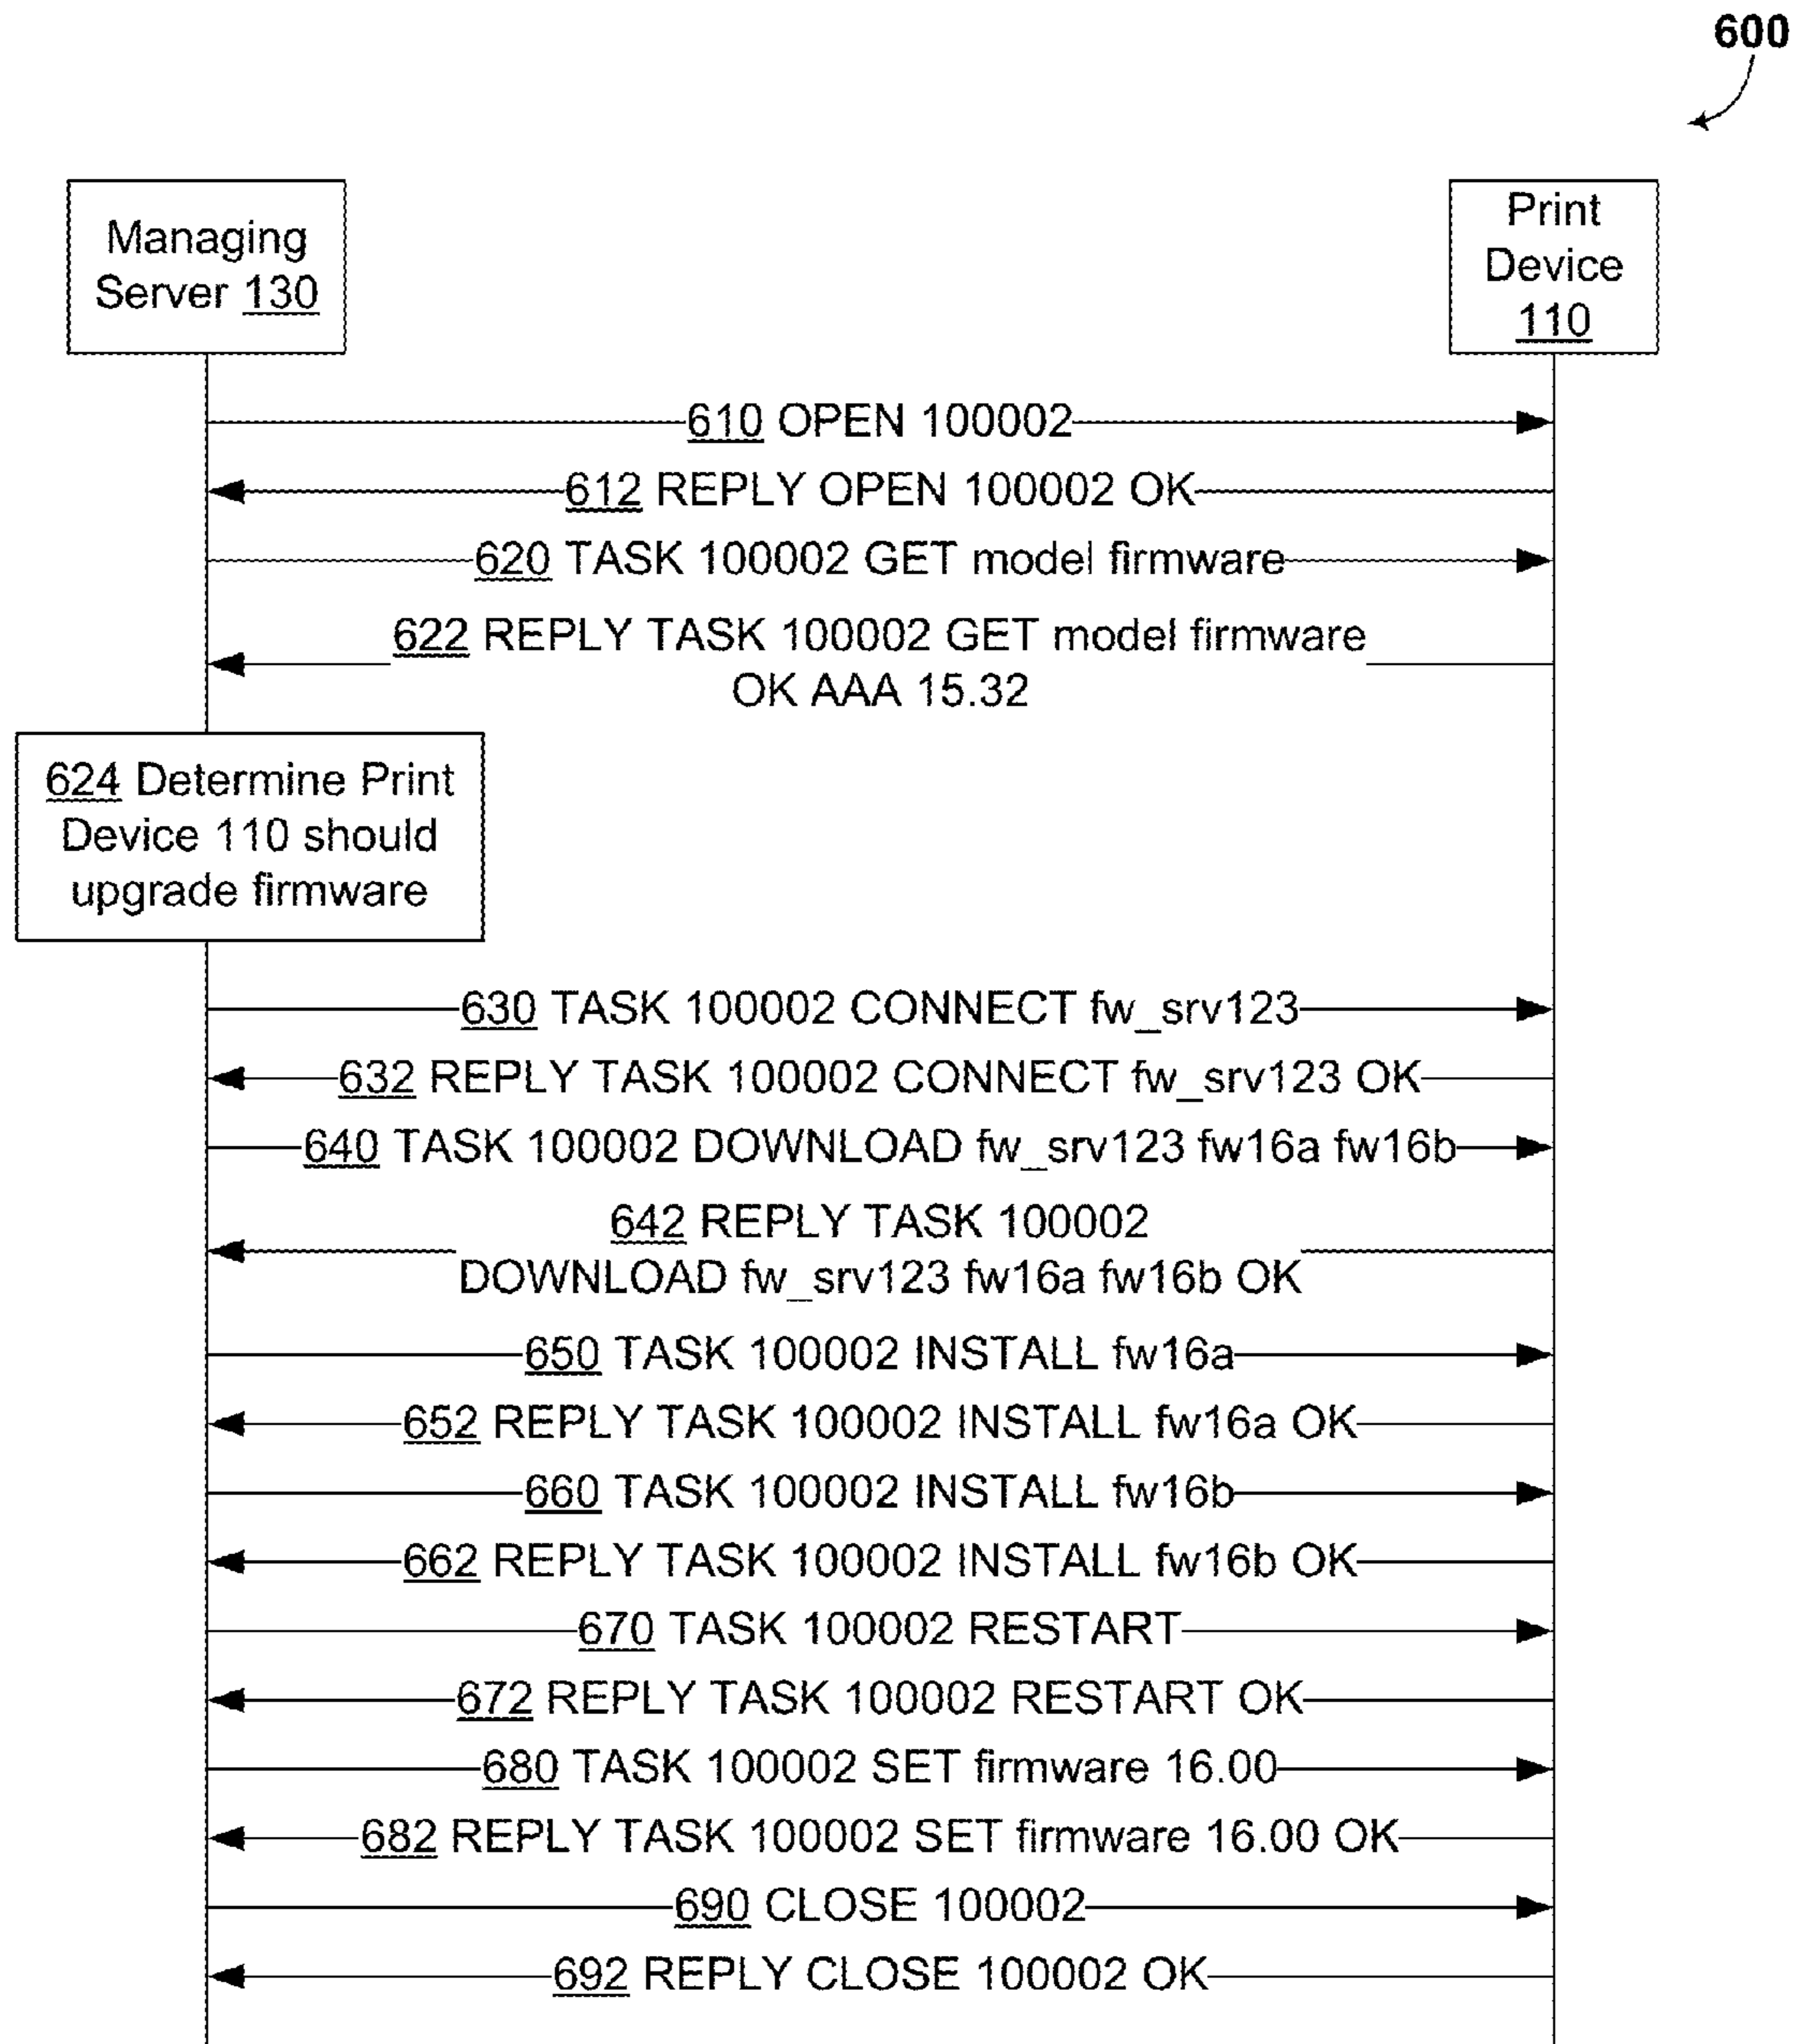 600
Managing
Server 130
Print
Device
110
610 OPEN 100002
612 REPLY OPEN 100002 OK
620 TASK 100002 GET model firmware
622 REPLY TASK 100002 GET model firmware
OK AAA 15.32
624 Determine Print
Device 110 should
upgrade firmware
630 TASK 100002 CONNECT fw_srv123
632 REPLY TASK 100002 CONNECT fw_srv123 OK
640 TASK 100002 DOWNLOAD fw_srv123 fw16a fw16b
642 REPLY TASK 100002
DOWNLOAD fw_srv123 fw16a fw16b OK
650 TASK 100002 INSTALL fw16a
652 REPLY TASK 100002 INSTALL fw16a OK
660 TASK 100002 INSTALL fw16b
662 REPLY TASK 100002 INSTALL fw16b OK
670 TASK 100002 RESTART
672 REPLY TASK 100002 RESTART OK
680 TASK 100002 SET firmware 16.00
682 REPLY TASK 100002 SET firmware 16.00 OK
690 CLOSE 100002
692 REPLY CLOSE 100002 OK